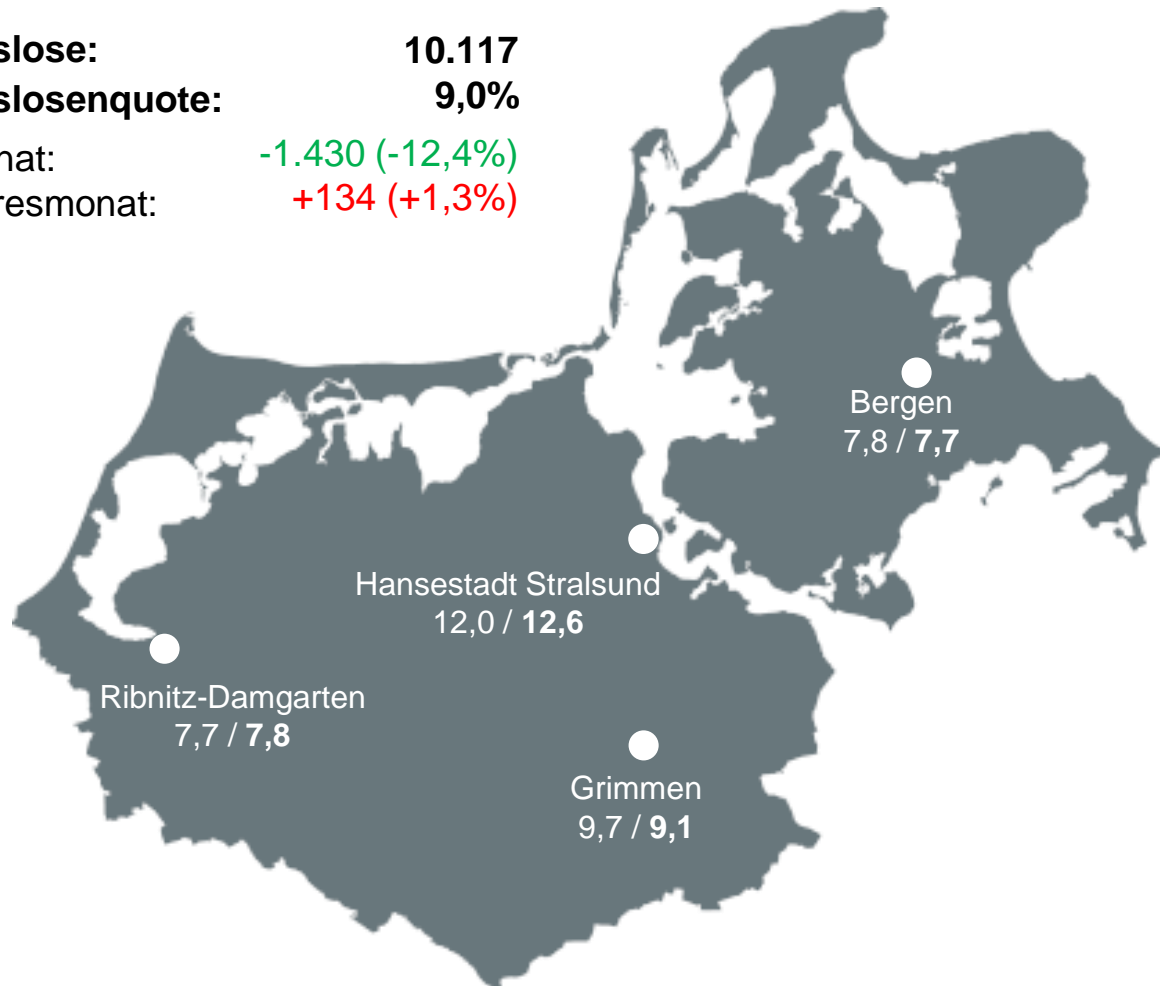 slose: 10.117
slosenquote: 9,0%
nat: -1.430 (-12,4%)
resmonat: +134 (+1,3%)
Bergen
7,8 / 7,7
Hansestadt Stralsund
12,0 / 12,6
Ribnitz-Damgarten
7,7 / 7,8
Grimmen
9,7 / 9,1